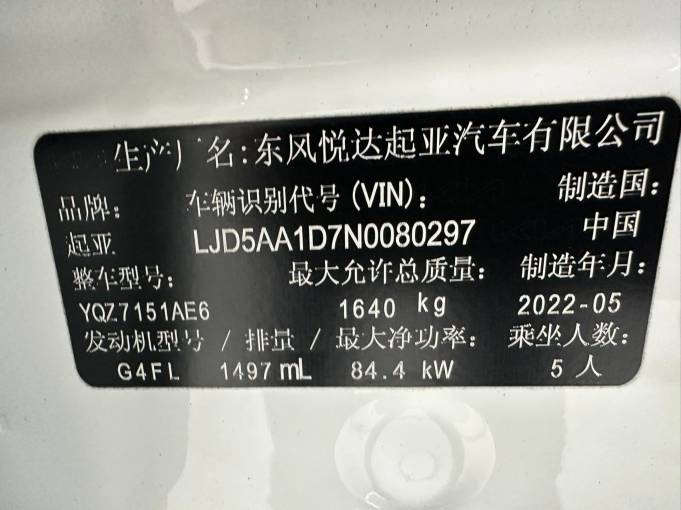 生产厂名:东风悦达起亚汽车有限公司
品牌: 车辆识别代号(VIN): 制造国:
起亚 LJD5AA1D7N0080297 中国
整车型号: 最大允许总质量: 制造年月:
YQZ7151AE6 1640 kg 2022-05
发动机型号 / 排量 / 最大净功率: 乘坐人数:
G4FL 1497 mL 84.4 kW 5 人